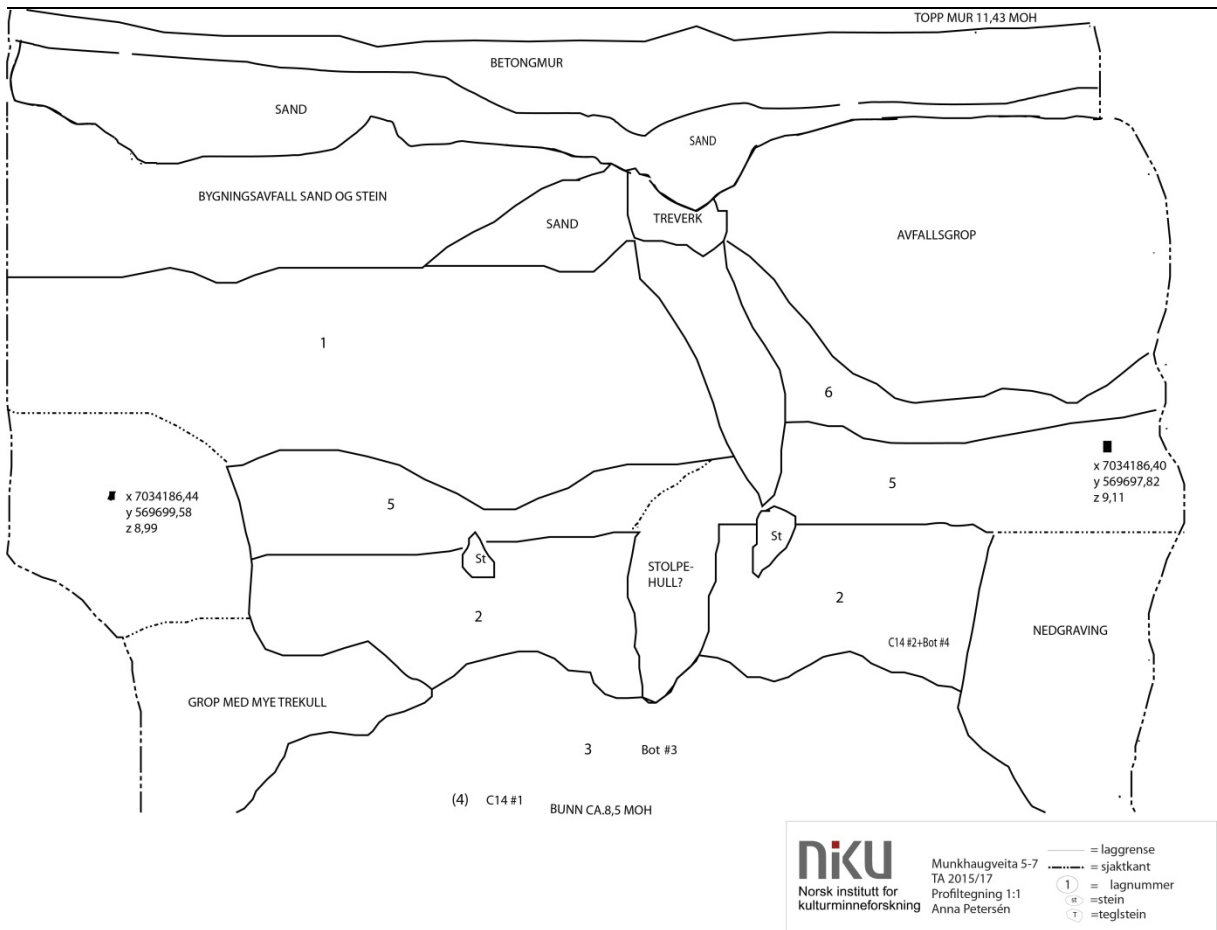 TOPP MUR 11,43 MOH
BETONGMUR
SAND
SAND
BYGNINGSAVFALL SAND OG STEIN
SAND
TREVERK
AVFALLSGROP
1
6
x 7034186,44
y 569699,58
z 8,99
5
5
x 7034186,40
y 569697,82
z 9,11
St
St
STOLPE-
HULL?
2
2
C14 #2+Bot #4
NEDGRAVING
GROP MED MYE TREKULL
3
Bot #3
(4)
C14 #1
BUNN CA.8,5 MOH
niKU
Norsk institutt for
kulturminneforskning
Munkhaugveita 5-7
TA 2015/17
Profiltegning 1:1
Anna Petersén
= laggrense
= sjaktkant
1 = lagnummer
st =stein
T =teglstein